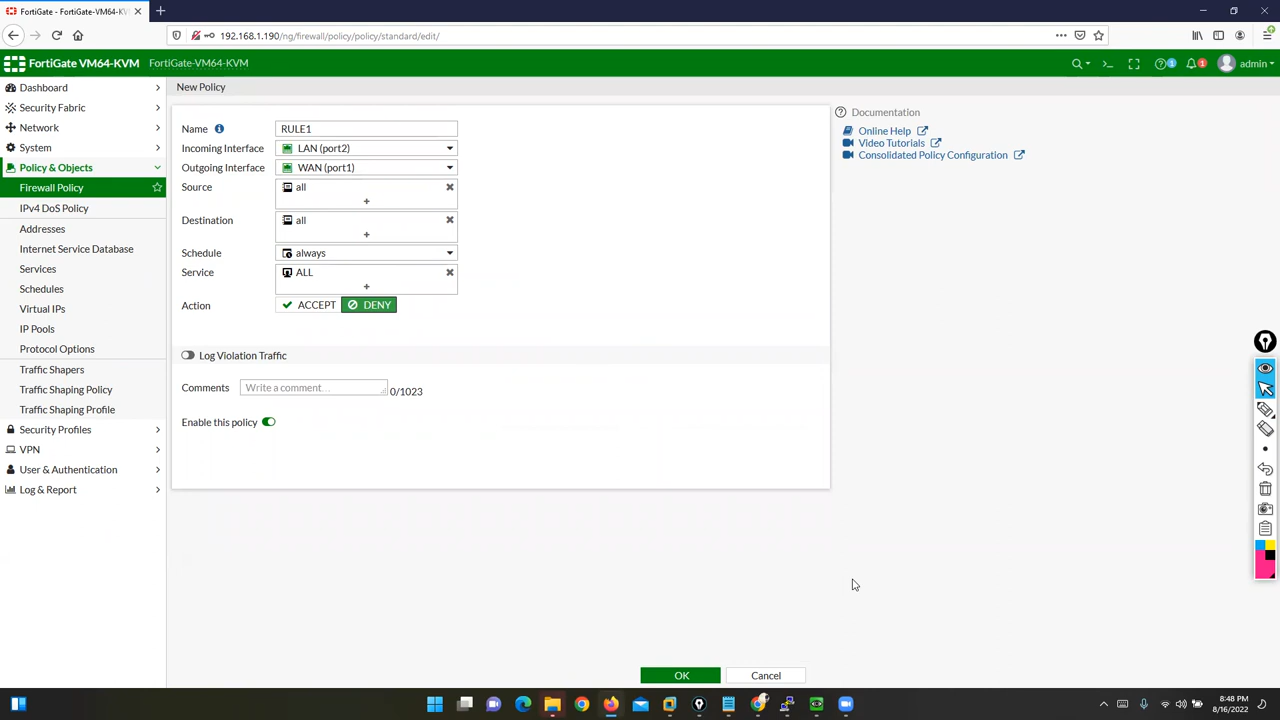 FortiGate - FortiGate-VM64-KV
192.168.1.190/ng/firewall/policy/policy/standard/edit/
FortiGate VM64-KVM
FortiGate-VM64-KVM
1
1
admin
Dashboard
Security Fabric
Network
System
Policy & Objects
Firewall Policy
IPv4 DoS Policy
Addresses
Internet Service Database
Services
Schedules
Virtual IPs
IP Pools
Protocol Options
Traffic Shapers
Traffic Shaping Policy
Traffic Shaping Profile
Security Profiles
VPN
User & Authentication
Log & Report
New Policy
Name RULE1
Incoming Interface LAN (port2)
Outgoing Interface WAN (port1)
Source all
Destination all
Schedule always
Service ALL
Action ACCEPT DENY
Log Violation Traffic
Comments Write a comment... 0/1023
Enable this policy
Documentation
Online Help
Video Tutorials
Consolidated Policy Configuration
OK Cancel
8:48 PM
8/16/2022